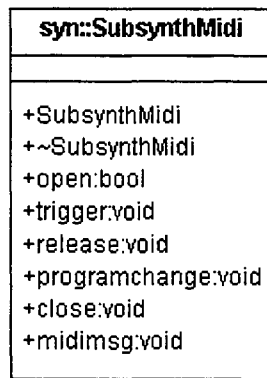 syn::SubsynthMidi
+SubsynthMidi
+~SubsynthMidi
+open:bool
+trigger:void
+release:void
+programchange:void
+close:void
+midimsg:void